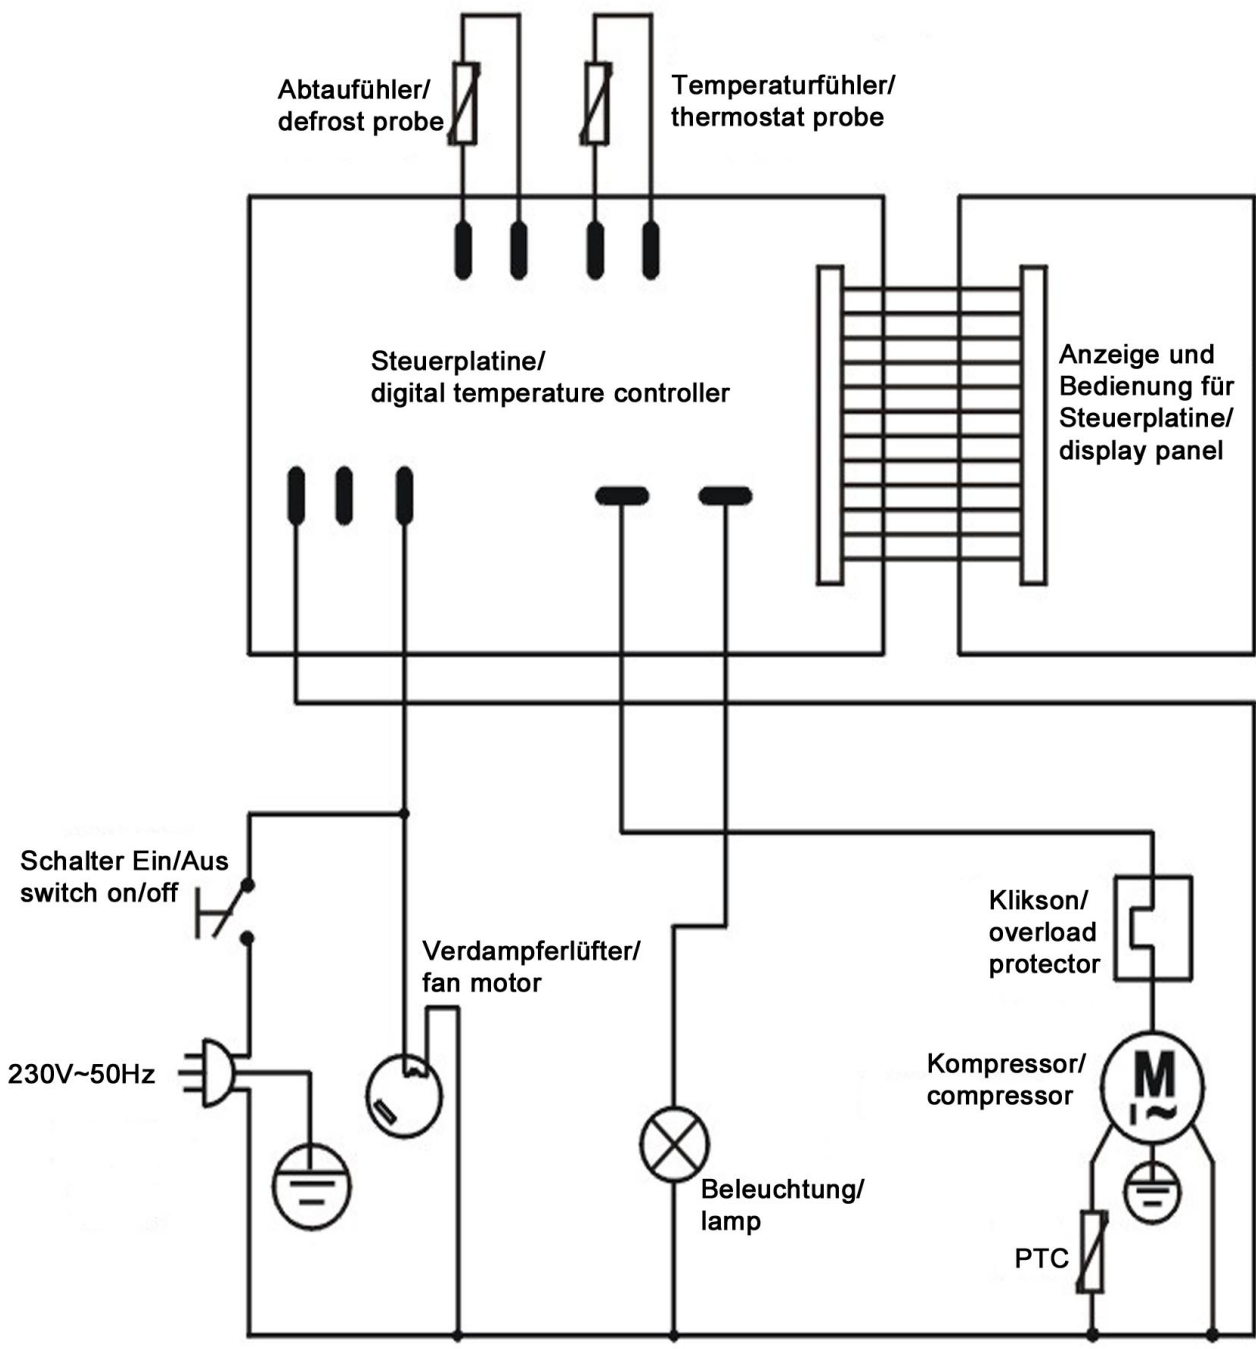 Abtaufühler/
defrost probe
Temperaturfühler/
thermostat probe
Steuerplatine/
digital temperature controller
Anzeige und
Bedienung für
Steuerplatine/
display panel
Schalter Ein/Aus
switch on/off
Verdampferlüfter/
fan motor
230V~50Hz
Klikson/
overload
protector
Kompressor/
compressor
M
I ~
Beleuchtung/
lamp
PTC